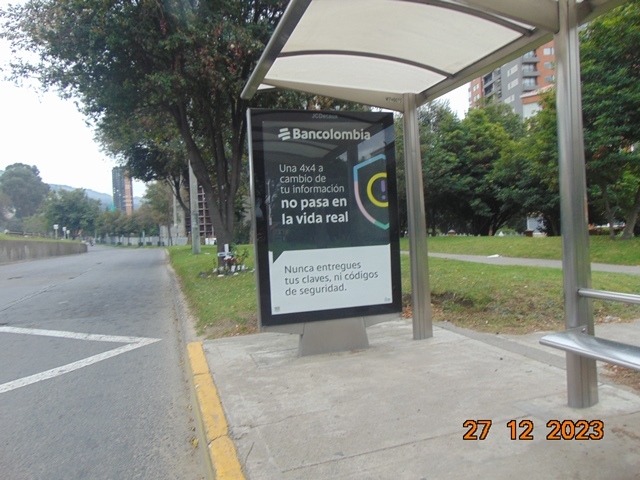 JCDecaux
Bancolombia
Una 4x4 a
cambio de
tu información
no pasa en
la vida real
Nunca entregues
tus claves, ni códigos
de seguridad.
27 12 2023